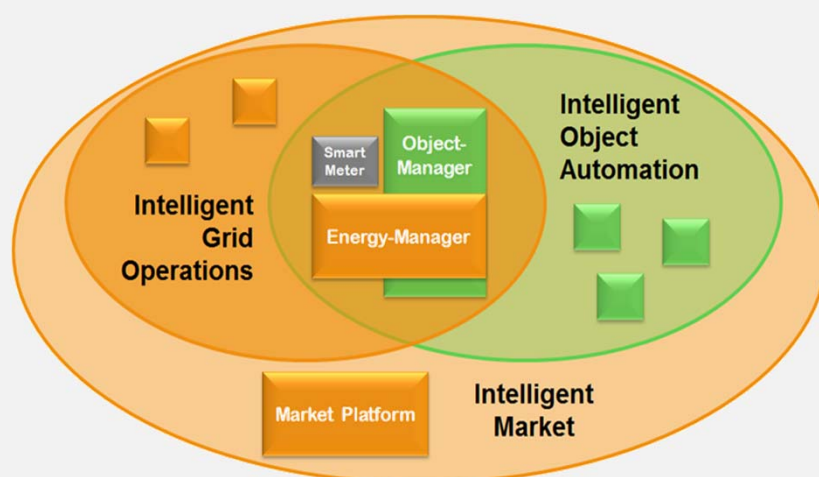 Intelligent
Object
Automation
Smart
Meter
Object-
Manager
Intelligent
Grid
Operations
Energy-Manager
Market Platform
Intelligent
Market